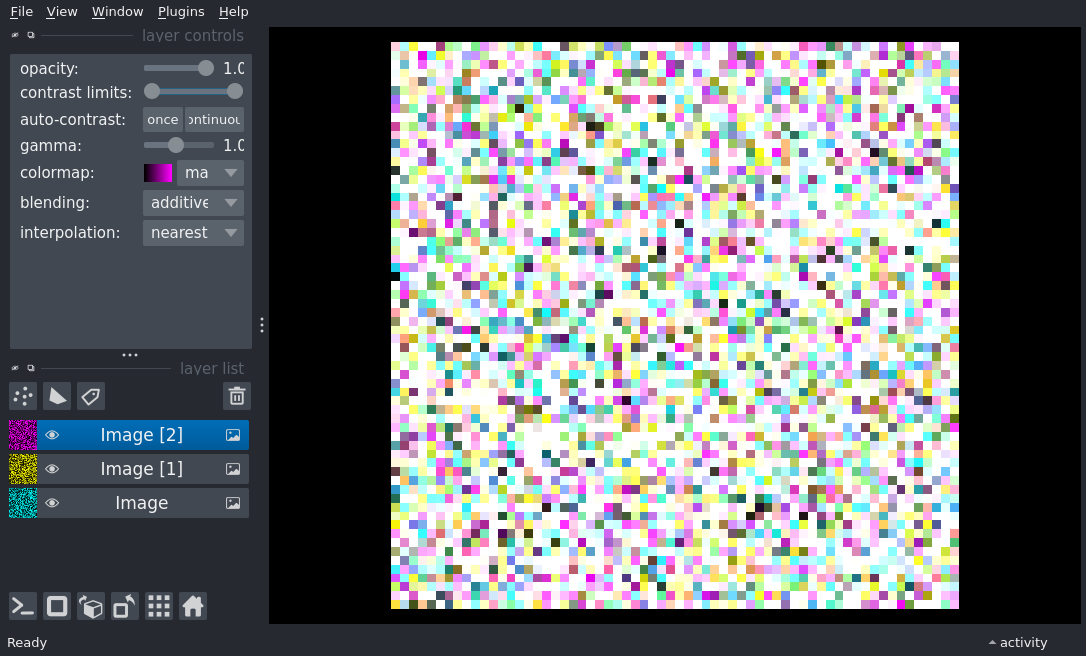 File View Window Plugins Help
layer controls
opacity: 1.0
contrast limits:
auto-contrast: once ontinuou
gamma: 1.0
colormap: ma
blending: additive
interpolation: nearest
layer list
Image [2]
Image [1]
Image
Ready activity